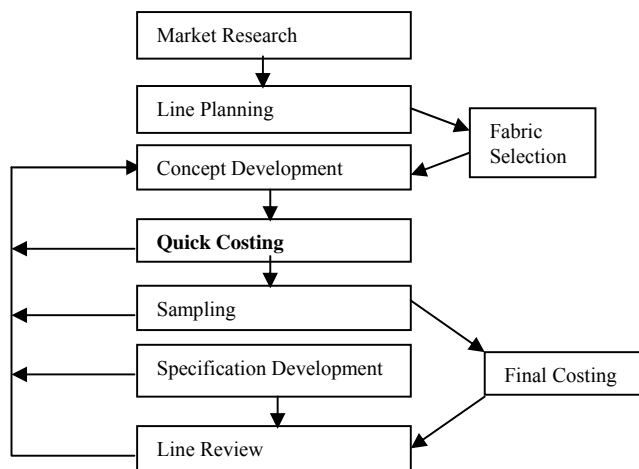 Market Research
Line Planning
Fabric
Selection
Concept Development
Quick Costing
Sampling
Specification Development
Final Costing
Line Review